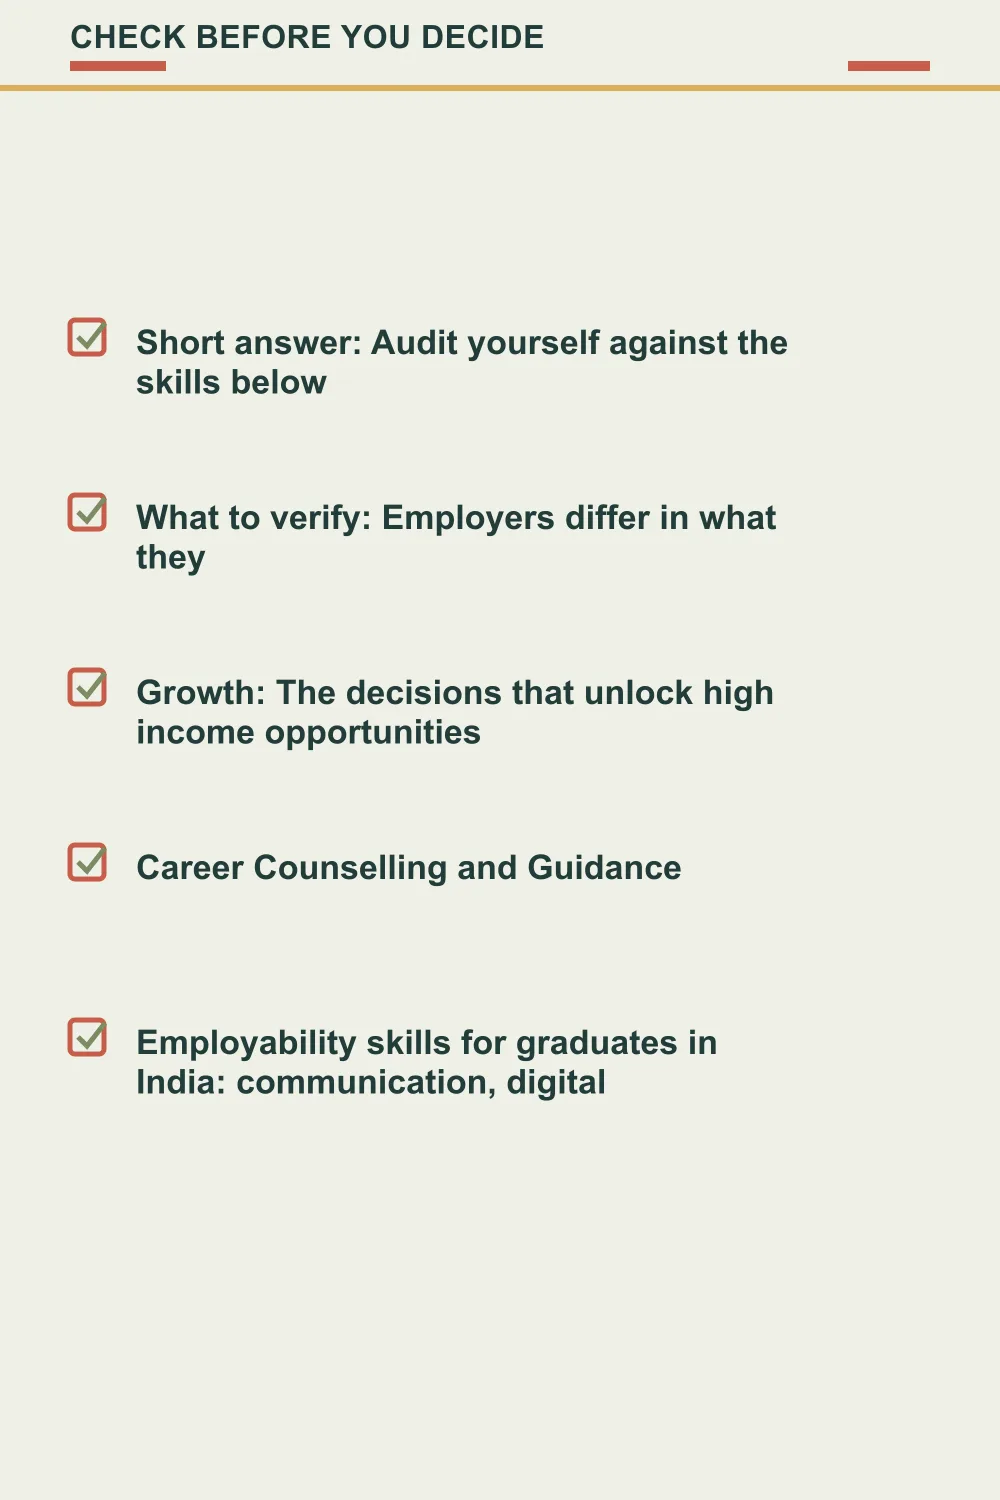 CHECK BEFORE YOU DECIDE
Short answer: Audit yourself against the
skills below
What to verify: Employers differ in what
they
Growth: The decisions that unlock high
income opportunities
Career Counselling and Guidance
Employability skills for graduates in
India: communication, digital